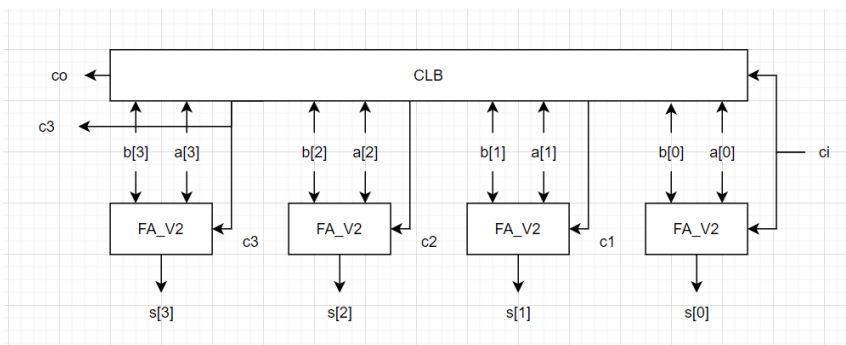 co
CLB
c3
b[3] a[3] b[2] a[2] b[1] a[1] b[0] a[0] ci
FA_V2 FA_V2 FA_V2 FA_V2
c3 c2 c1
s[3] s[2] s[1] s[0]